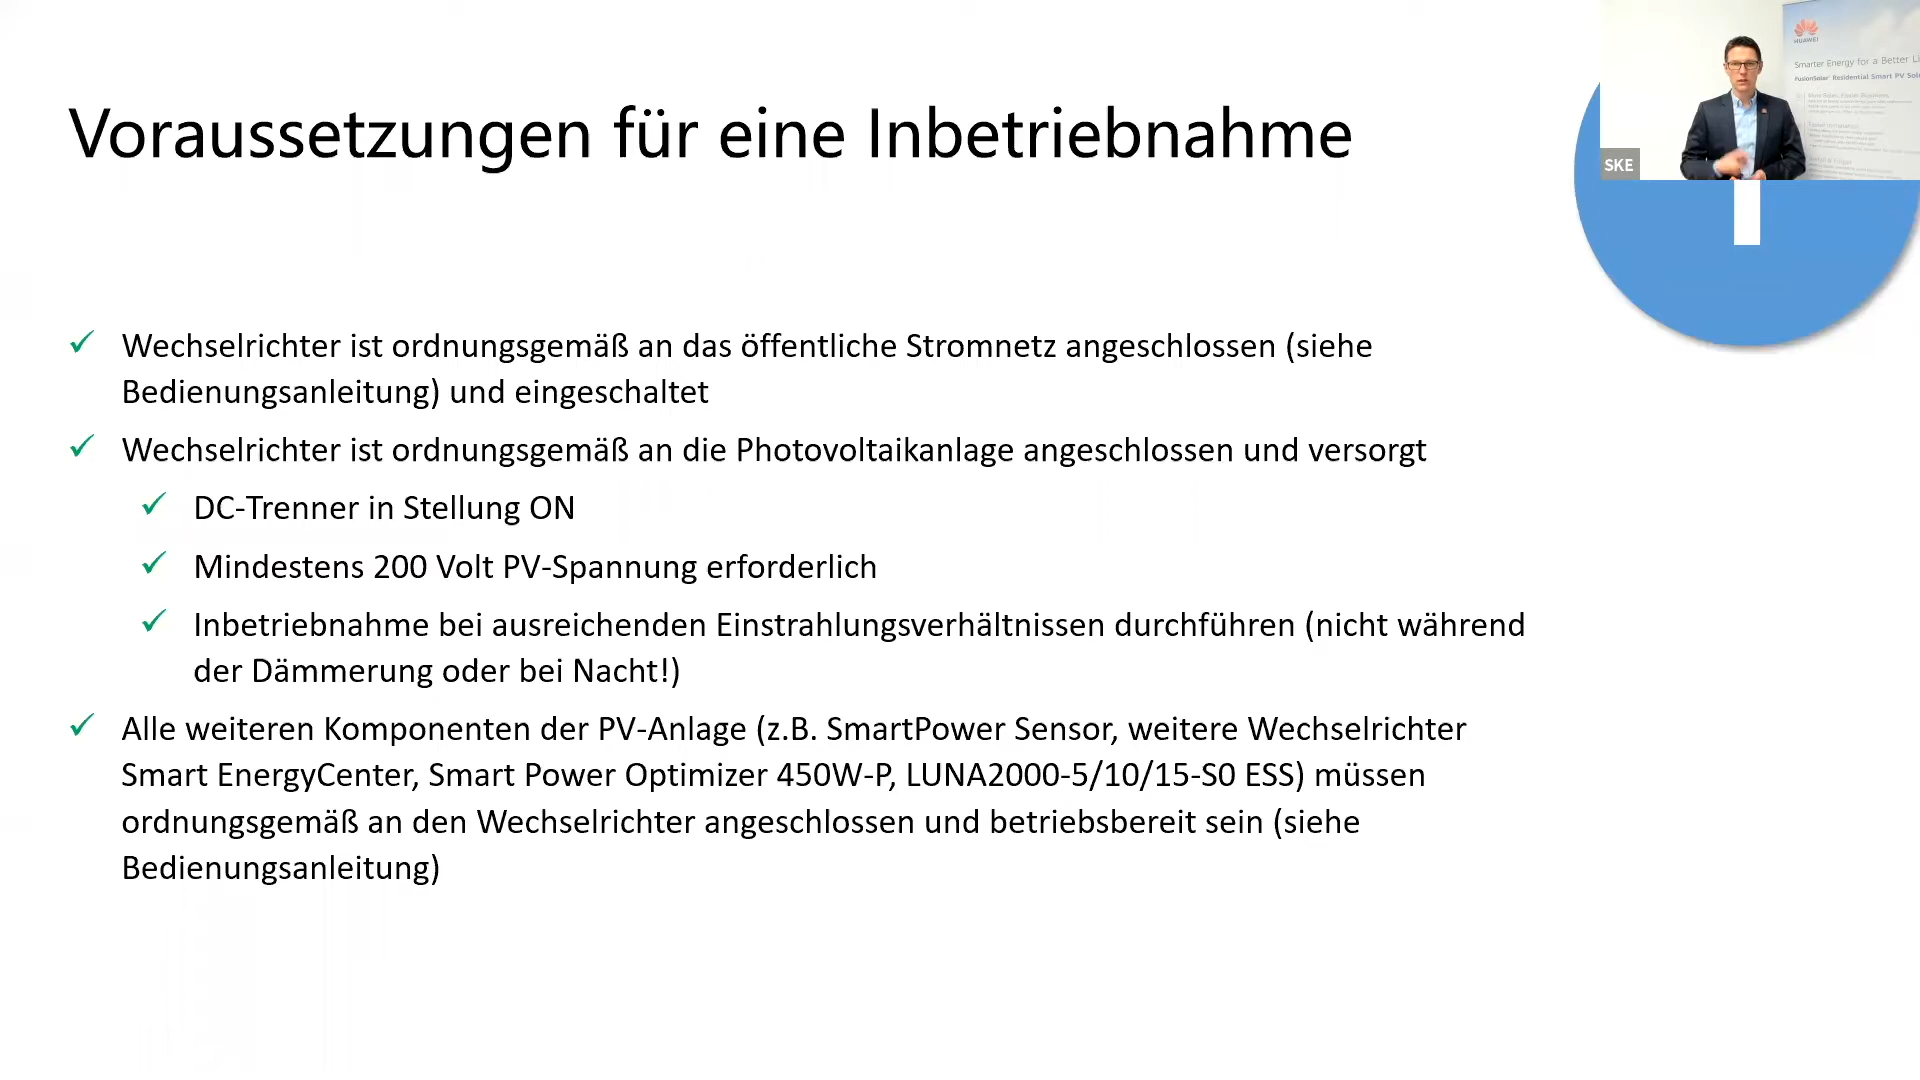 Voraussetzungen für eine Inbetriebnahme
HUAWEI
Smarter Energy for a Better Li
FusionSolar Residential Smart PV Solu
SKE
Wechselrichter ist ordnungsgemäß an das öffentliche Stromnetz angeschlossen (siehe
Bedienungsanleitung) und eingeschaltet
Wechselrichter ist ordnungsgemäß an die Photovoltaikanlage angeschlossen und versorgt
DC-Trenner in Stellung ON
Mindestens 200 Volt PV-Spannung erforderlich
Inbetriebnahme bei ausreichenden Einstrahlungsverhältnissen durchführen (nicht während
der Dämmerung oder bei Nacht!)
Alle weiteren Komponenten der PV-Anlage (z.B. SmartPower Sensor, weitere Wechselrichter
Smart EnergyCenter, Smart Power Optimizer 450W-P, LUNA2000-5/10/15-S0 ESS) müssen
ordnungsgemäß an den Wechselrichter angeschlossen und betriebsbereit sein (siehe
Bedienungsanleitung)